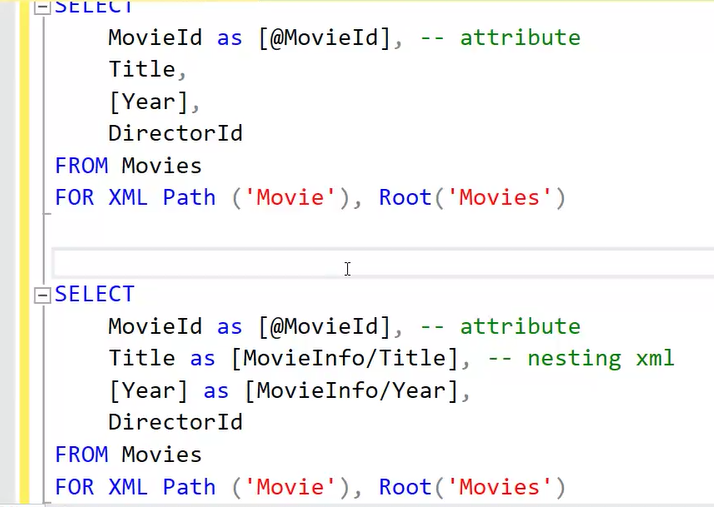 SELECT
MovieId as [@MovieId], -- attribute
Title,
[Year],
DirectorId
FROM Movies
FOR XML Path ('Movie'), Root('Movies')
SELECT
MovieId as [@MovieId], -- attribute
Title as [MovieInfo/Title], -- nesting xml
[Year] as [MovieInfo/Year],
DirectorId
FROM Movies
FOR XML Path ('Movie'), Root('Movies')